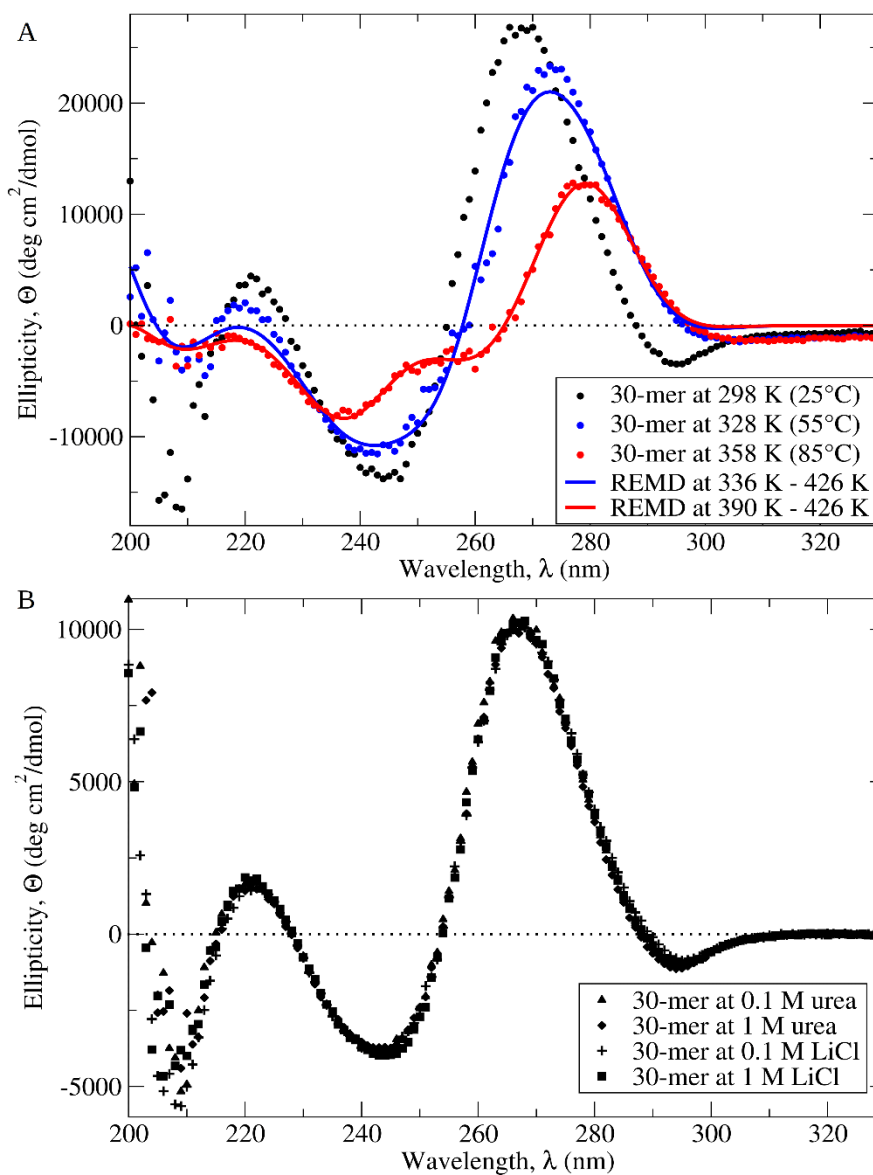 A
Ellipticity, Θ (deg cm²/dmol)
20000
10000
0
-10000
30-mer at 298 K (25°C)
30-mer at 328 K (55°C)
30-mer at 358 K (85°C)
REMD at 336 K - 426 K
REMD at 390 K - 426 K
200 220 240 260 280 300 320
Wavelength, λ (nm)
B
Ellipticity, Θ (deg cm²/dmol)
10000
5000
0
-5000
30-mer at 0.1 M urea
30-mer at 1 M urea
30-mer at 0.1 M LiCl
30-mer at 1 M LiCl
200 220 240 260 280 300 320
Wavelength, λ (nm)